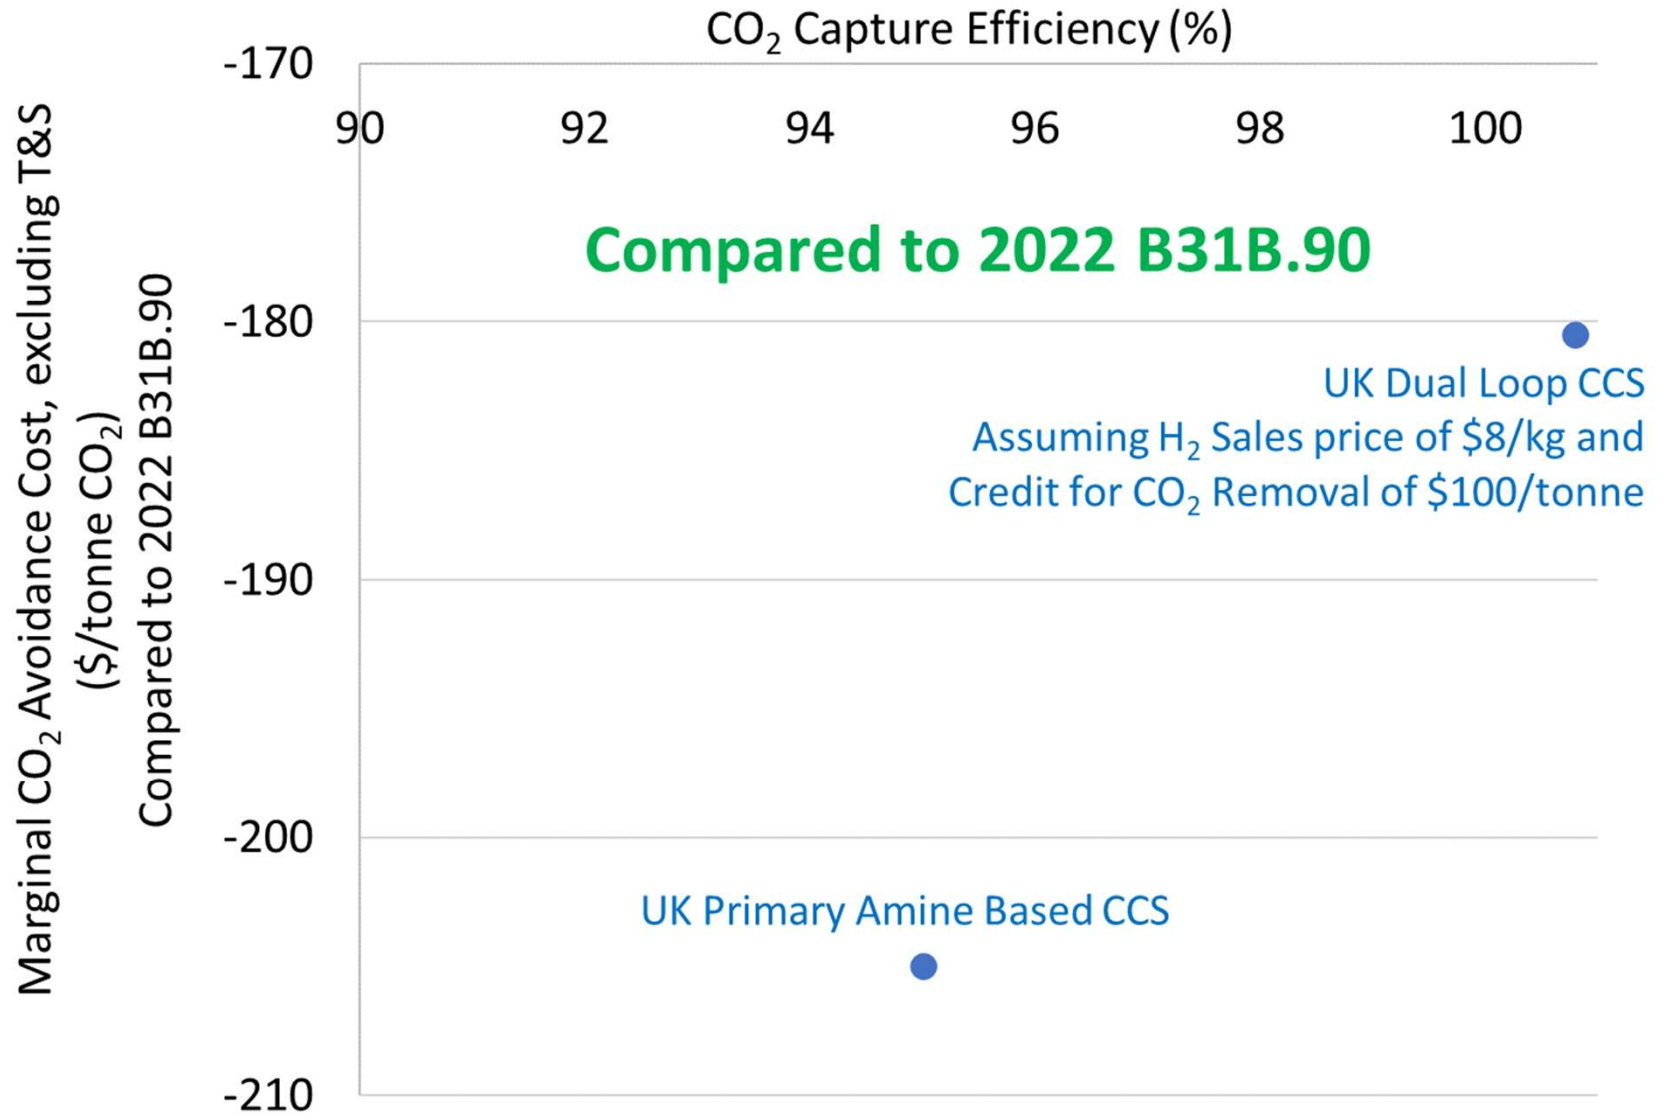 CO₂ Capture Efficiency (%)
-170
90 92 94 96 98 100
Compared to 2022 B31B.90
-180
UK Dual Loop CCS
Assuming H₂ Sales price of $8/kg and
Credit for CO₂ Removal of $100/tonne
-190
-200
UK Primary Amine Based CCS
-210
Marginal CO₂ Avoidance Cost, excluding T&S
($/tonne CO₂)
Compared to 2022 B31B.90